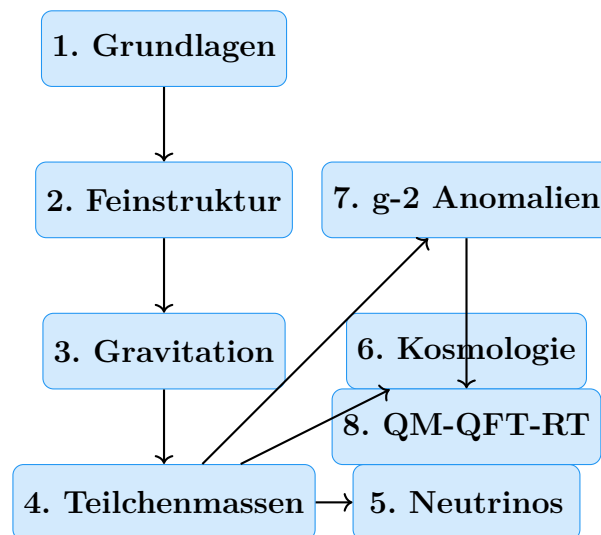 1. Grundlagen
2. Feinstruktur
7. g-2 Anomalien
3. Gravitation
6. Kosmologie
8. QM-QFT-RT
4. Teilchenmassen
5. Neutrinos